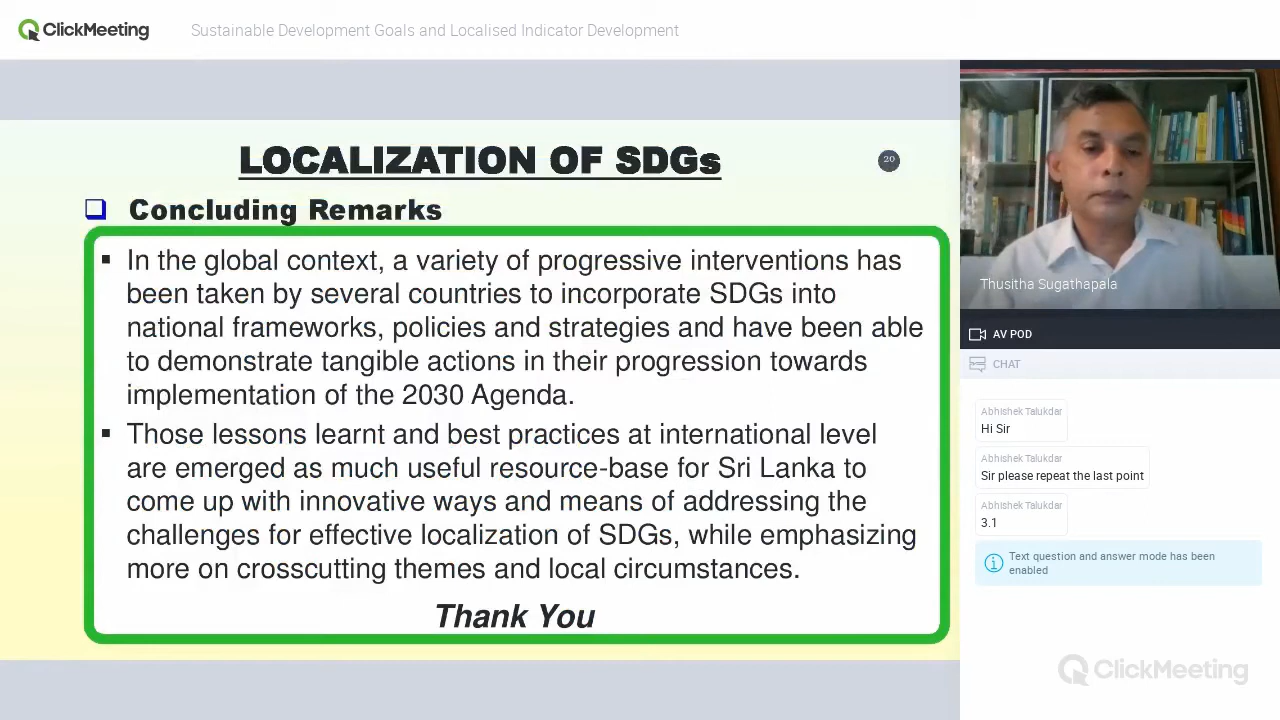 ClickMeeting
Sustainable Development Goals and Localised Indicator Development
LOCALIZATION OF SDGs
20
❑ Concluding Remarks
▪ In the global context, a variety of progressive interventions has
been taken by several countries to incorporate SDGs into
national frameworks, policies and strategies and have been able
to demonstrate tangible actions in their progression towards
implementation of the 2030 Agenda.
▪ Those lessons learnt and best practices at international level
are emerged as much useful resource-base for Sri Lanka to
come up with innovative ways and means of addressing the
challenges for effective localization of SDGs, while emphasizing
more on crosscutting themes and local circumstances.
Thank You
Thusitha Sugathapala
AV POD
CHAT
Abhishek Talukdar
Hi Sir
Abhishek Talukdar
Sir please repeat the last point
Abhishek Talukdar
3.1
Text question and answer mode has been
enabled
ClickMeeting